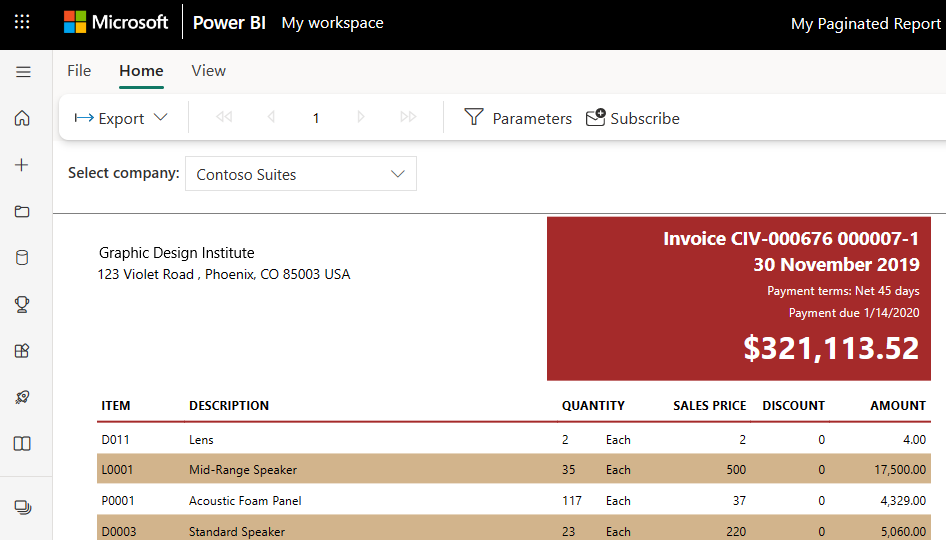 Microsoft Power BI My workspace My Paginated Report
File Home View
Export 1 Parameters Subscribe
Select company: Contoso Suites
Graphic Design Institute
123 Violet Road , Phoenix, CO 85003 USA
Invoice CIV-000676 000007-1
30 November 2019
Payment terms: Net 45 days
Payment due 1/14/2020
$321,113.52
ITEM DESCRIPTION QUANTITY SALES PRICE DISCOUNT AMOUNT
D011 Lens 2 Each 2 0 4.00
L0001 Mid-Range Speaker 35 Each 500 0 17,500.00
P0001 Acoustic Foam Panel 117 Each 37 0 4,329.00
D0003 Standard Speaker 23 Each 220 0 5,060.00